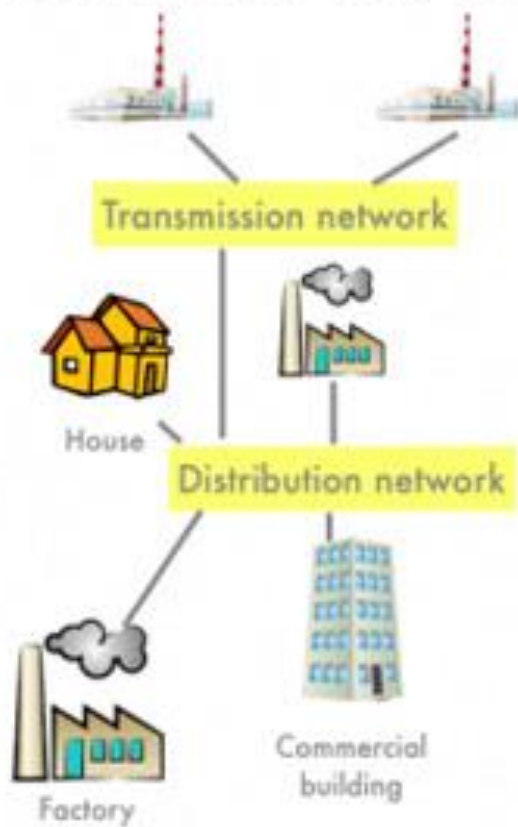 Transmission network
House
Distribution network
Commercial
building
Factory